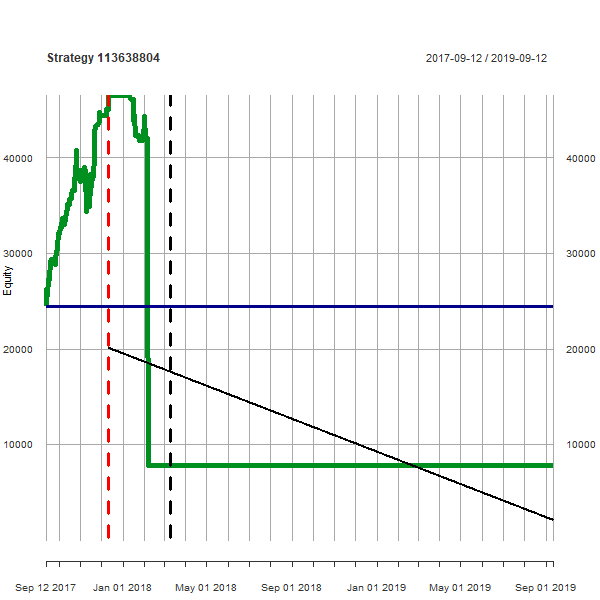 Strategy 113638804 2017-09-12 / 2019-09-12
40000 40000
30000 30000
Equity
20000 20000
10000 10000
Sep 12 2017 Jan 01 2018 May 01 2018 Sep 01 2018 Jan 01 2019 May 01 2019 Sep 01 2019